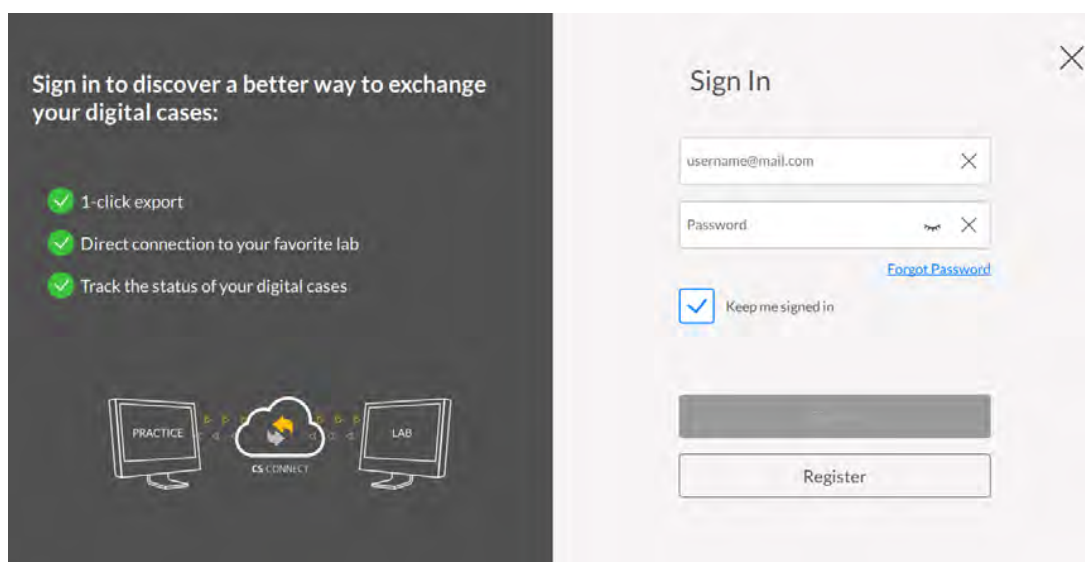 Sign in to discover a better way to exchange
your digital cases:
1-click export
Direct connection to your favorite lab
Track the status of your digital cases
PRACTICE
CS CONNECT
LAB
Sign In
username@mail.com
Password
Forgot Password
Keep me signed in
Register